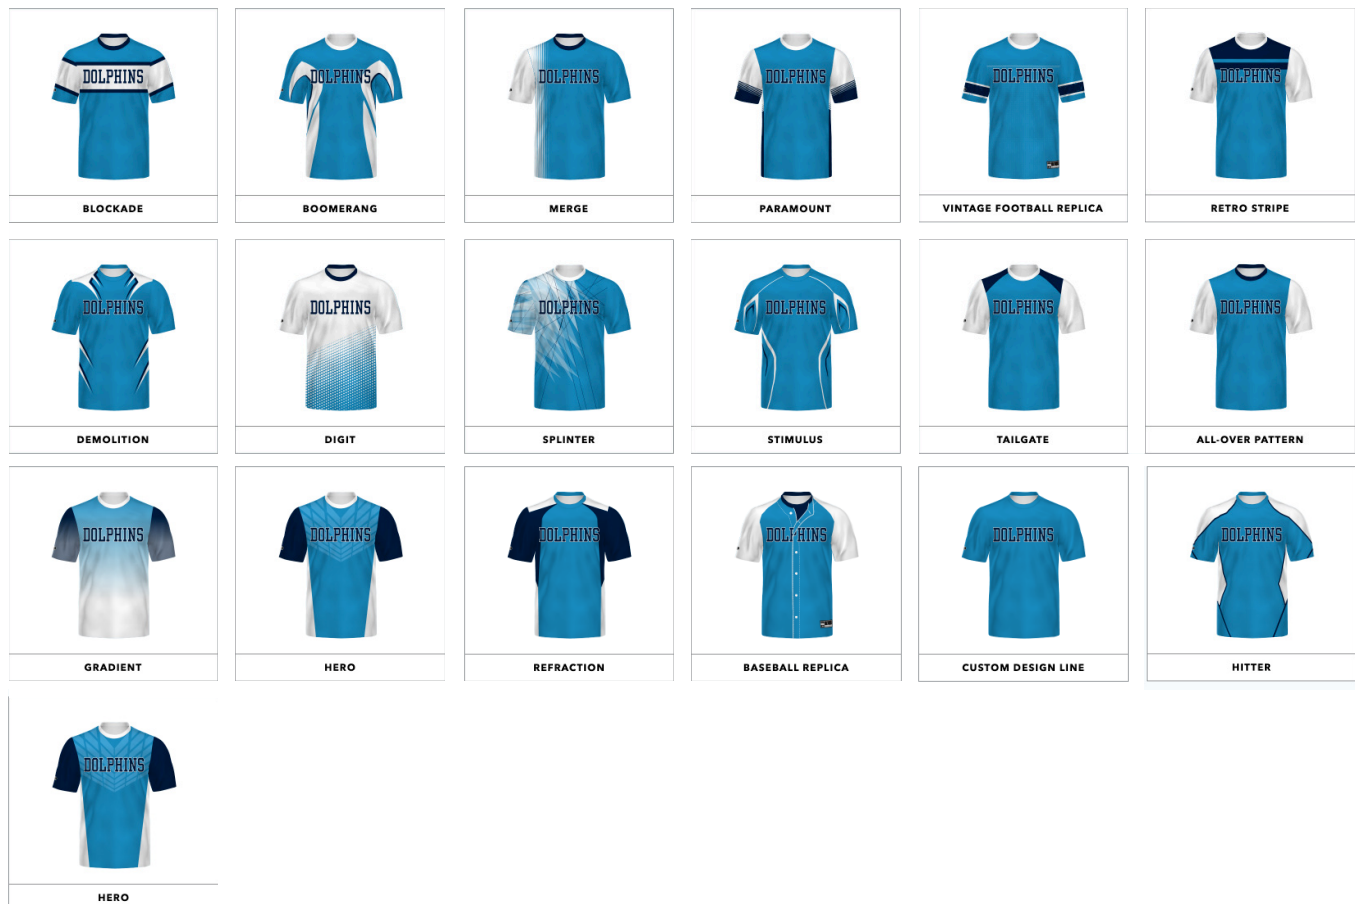 DOLPHINS
DOLPHINS
DOLPHINS
DOLPHINS
DOLPHINS
DOLPHINS
BLOCKADE
BOOMERANG
MERGE
PARAMOUNT
VINTAGE FOOTBALL REPLICA
RETRO STRIPE
DOLPHINS
DOLPHINS
DOLPHINS
DOLPHINS
DOLPHINS
DOLPHINS
DEMOLITION
DIGIT
SPLINTER
STIMULUS
TAILGATE
ALL-OVER PATTERN
DOLPHINS
DOLPHINS
DOLPHINS
DOLPHINS
DOLPHINS
DOLPHINS
GRADIENT
HERO
REFRACTION
BASEBALL REPLICA
CUSTOM DESIGN LINE
HITTER
DOLPHINS
HERO